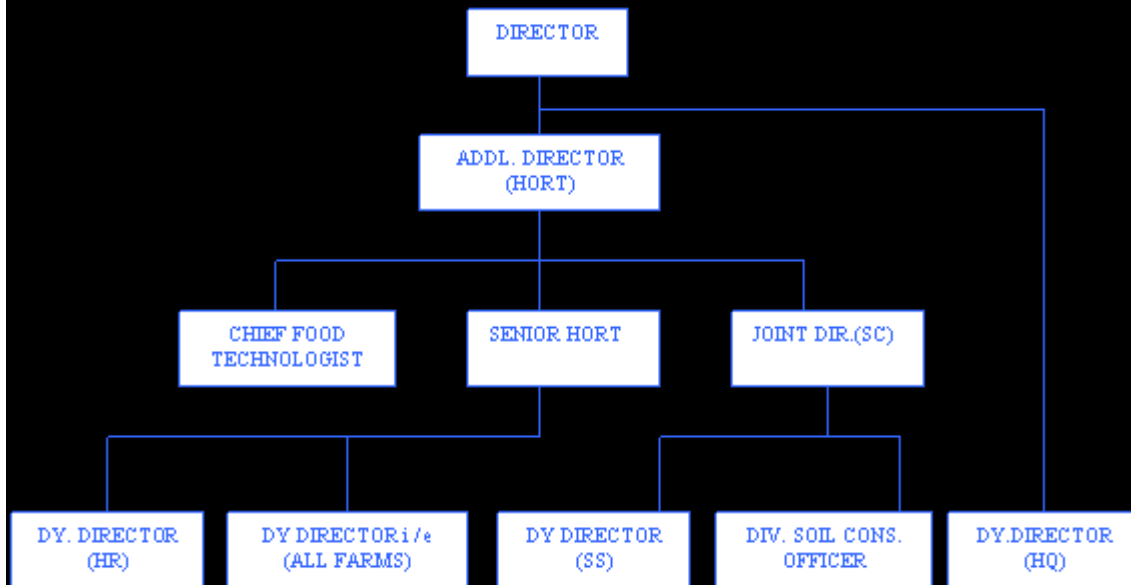 DIRECTOR
ADDL. DIRECTOR
(HORT)
CHIEF FOOD
TECHNOLOGIST
SENIOR HORT
JOINT DIR.(SC)
DY. DIRECTOR
(HR)
DY DIRECTOR i/e
(ALL FARMS)
DY DIRECTOR
(SS)
DIV. SOIL CONS.
OFFICER
DY.DIRECTOR
(HQ)